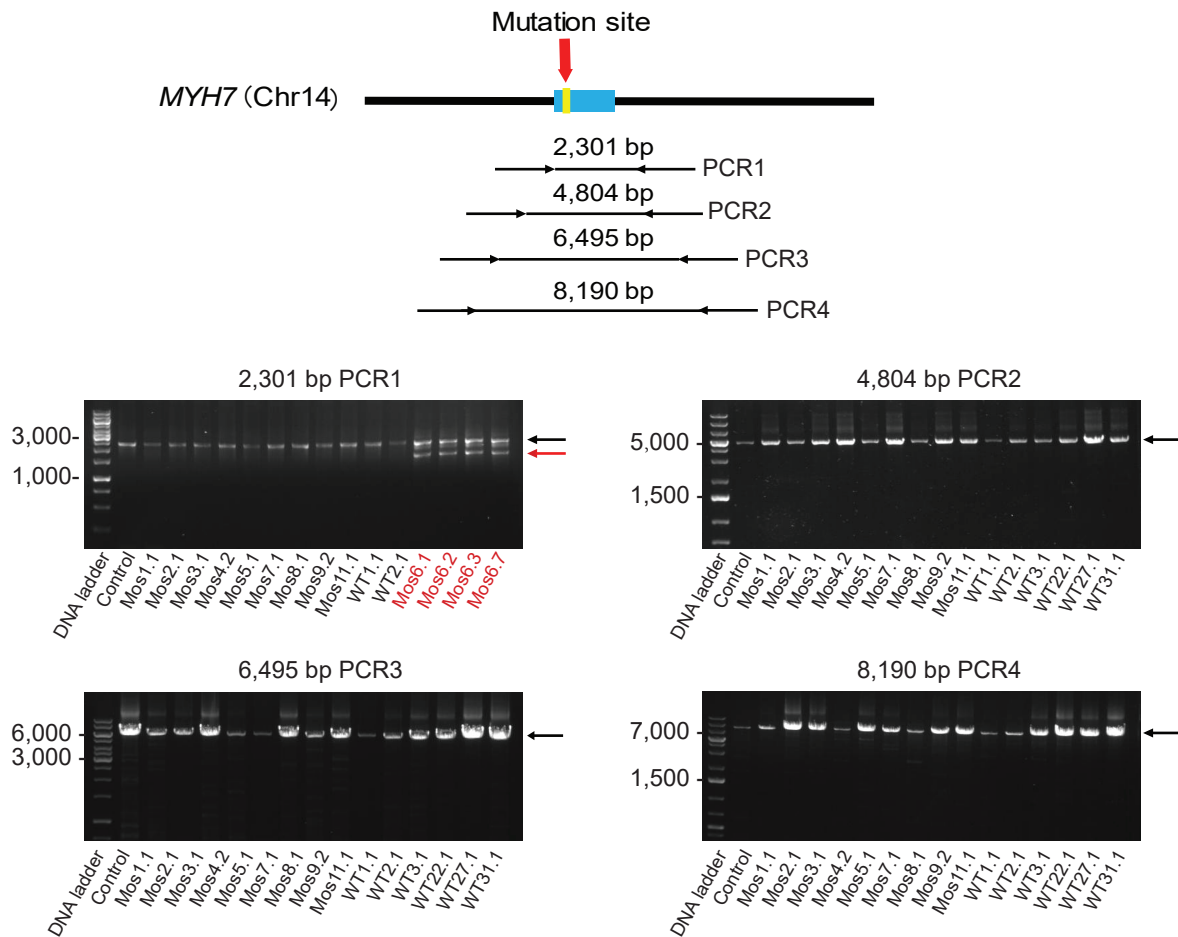 Mutation site
MYH7 (Chr14)
2,301 bp
PCR1
4,804 bp
PCR2
6,495 bp
PCR3
8,190 bp
PCR4
2,301 bp PCR1
3,000-
1,000-
DNA ladder
Control
Mos1.1
Mos2.1
Mos3.1
Mos4.2
Mos5.1
Mos7.1
Mos8.1
Mos9.2
Mos11.1
WT1.1
WT2.1
Mos6.1
Mos6.2
Mos6.3
Mos6.7
4,804 bp PCR2
5,000-
1,500-
DNA ladder
Control
Mos1.1
Mos2.1
Mos3.1
Mos4.2
Mos5.1
Mos7.1
Mos8.1
Mos9.2
Mos11.1
WT1.1
WT2.1
WT3.1
WT22.1
WT27.1
WT31.1
6,495 bp PCR3
6,000-
3,000-
DNA ladder
Control
Mos1.1
Mos2.1
Mos3.1
Mos4.2
Mos5.1
Mos7.1
Mos8.1
Mos9.2
Mos11.1
WT1.1
WT2.1
WT3.1
WT22.1
WT27.1
WT31.1
8,190 bp PCR4
7,000-
1,500-
DNA ladder
Control
Mos1.1
Mos2.1
Mos3.1
Mos4.2
Mos5.1
Mos7.1
Mos8.1
Mos9.2
Mos11.1
WT1.1
WT2.1
WT3.1
WT22.1
WT27.1
WT31.1